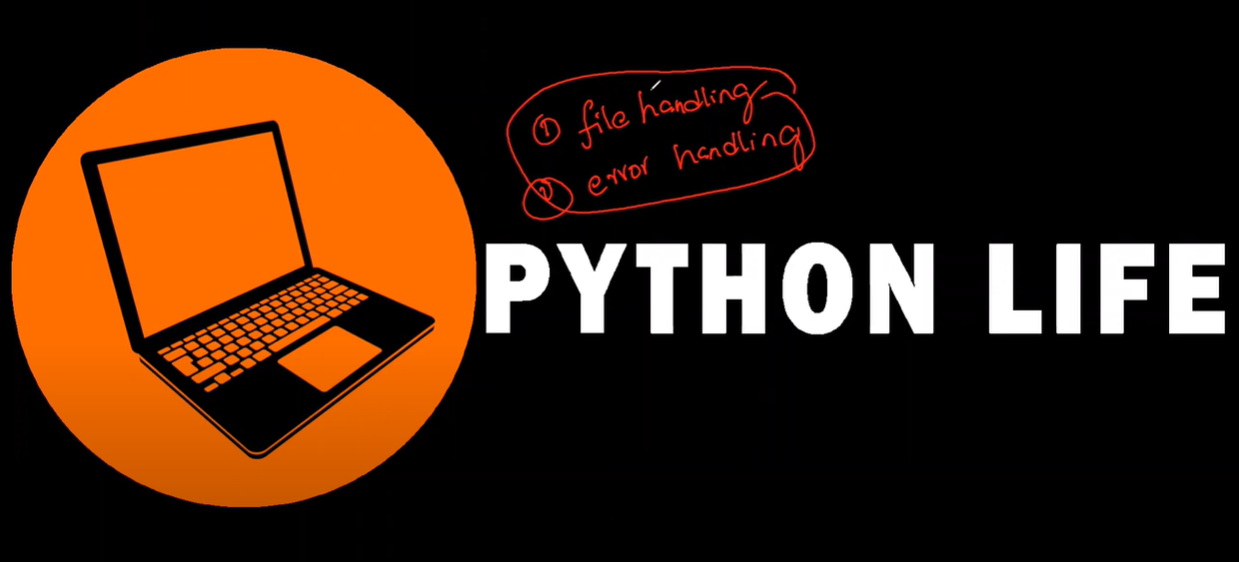 ① file handling
② error handling
PYTHON LIFE